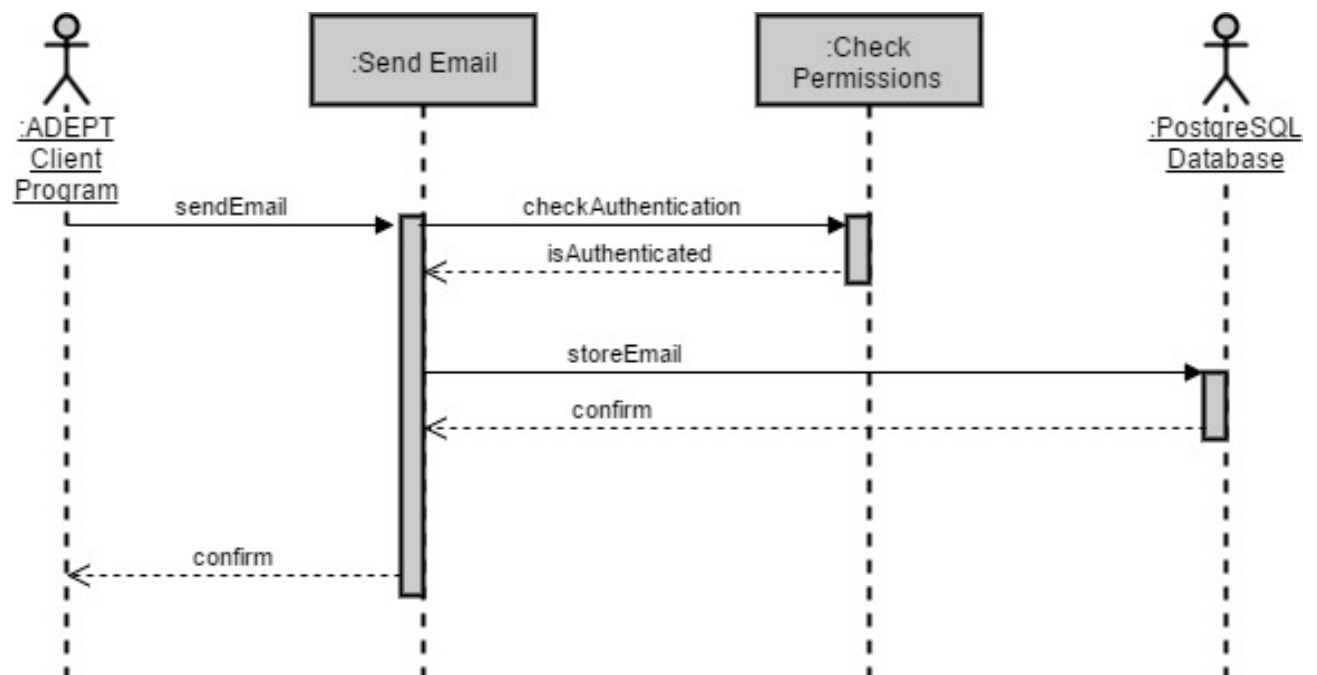 :Send Email
:Check
Permissions
:ADEPT
Client
Program
:PostgreSQL
Database
sendEmail
checkAuthentication
isAuthenticated
storeEmail
confirm
confirm